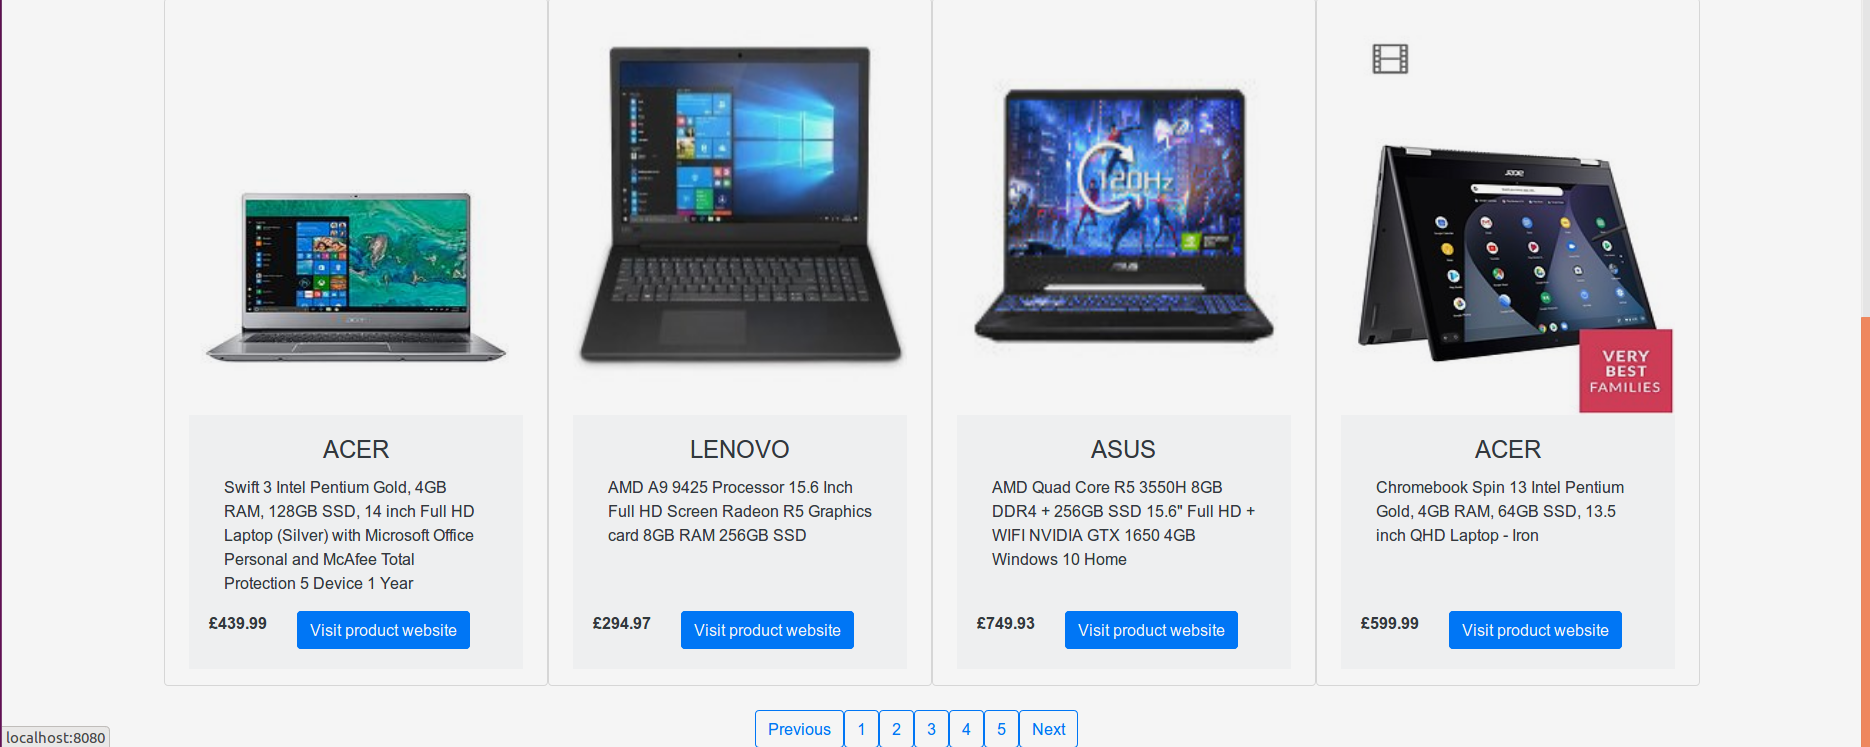 120Hz
ASUS
acer
VERY
BEST
FAMILIES
ACER
Swift 3 Intel Pentium Gold, 4GB
RAM, 128GB SSD, 14 inch Full HD
Laptop (Silver) with Microsoft Office
Personal and McAfee Total
Protection 5 Device 1 Year
£439.99
Visit product website
LENOVO
AMD A9 9425 Processor 15.6 Inch
Full HD Screen Radeon R5 Graphics
card 8GB RAM 256GB SSD
£294.97
Visit product website
ASUS
AMD Quad Core R5 3550H 8GB
DDR4 + 256GB SSD 15.6" Full HD +
WIFI NVIDIA GTX 1650 4GB
Windows 10 Home
£749.93
Visit product website
ACER
Chromebook Spin 13 Intel Pentium
Gold, 4GB RAM, 64GB SSD, 13.5
inch QHD Laptop - Iron
£599.99
Visit product website
Previous 1 2 3 4 5 Next
localhost:8080